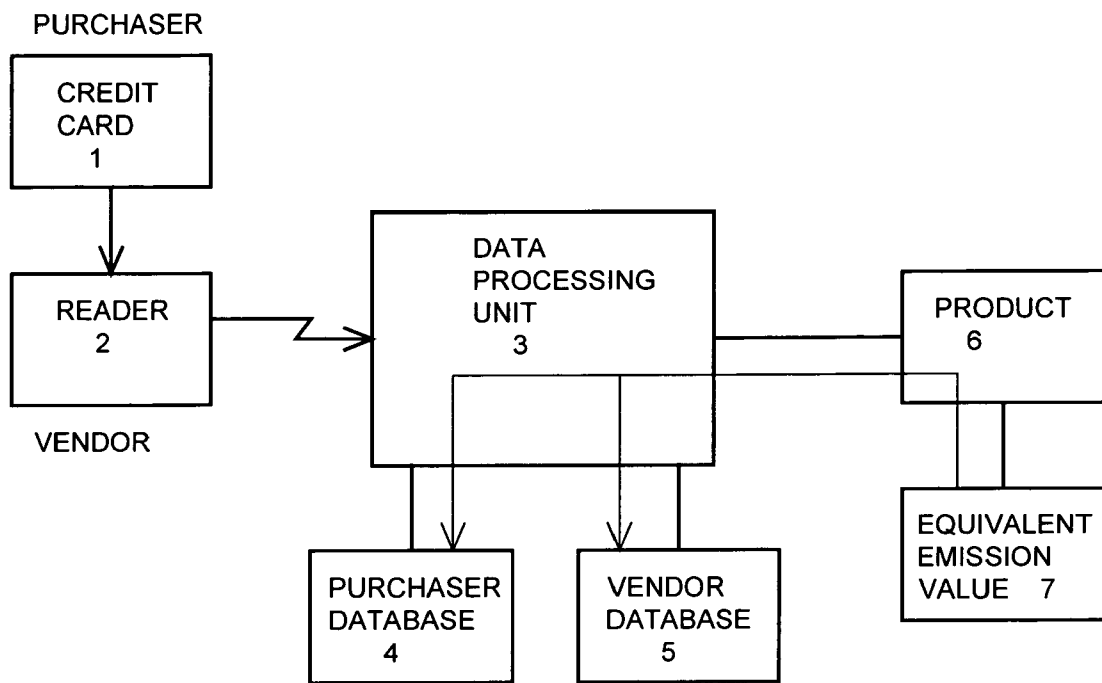 PURCHASER
CREDIT
CARD
1
READER
2
VENDOR
DATA
PROCESSING
UNIT
3
PRODUCT
6
PURCHASER
DATABASE
4
VENDOR
DATABASE
5
EQUIVALENT
EMISSION
VALUE 7